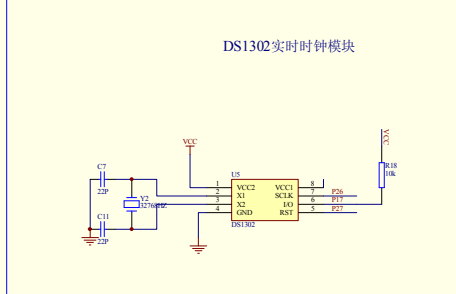 DS1302实时时钟模块
VCC
VCC
C7
22P
Y2
32768HZ
C11
22P
U5
1 VCC2 VCC1 8
2 X1 SCLK 7 P26
3 X2 I/O 6 P17
4 GND RST 5 P27
DS1302
R18
10k